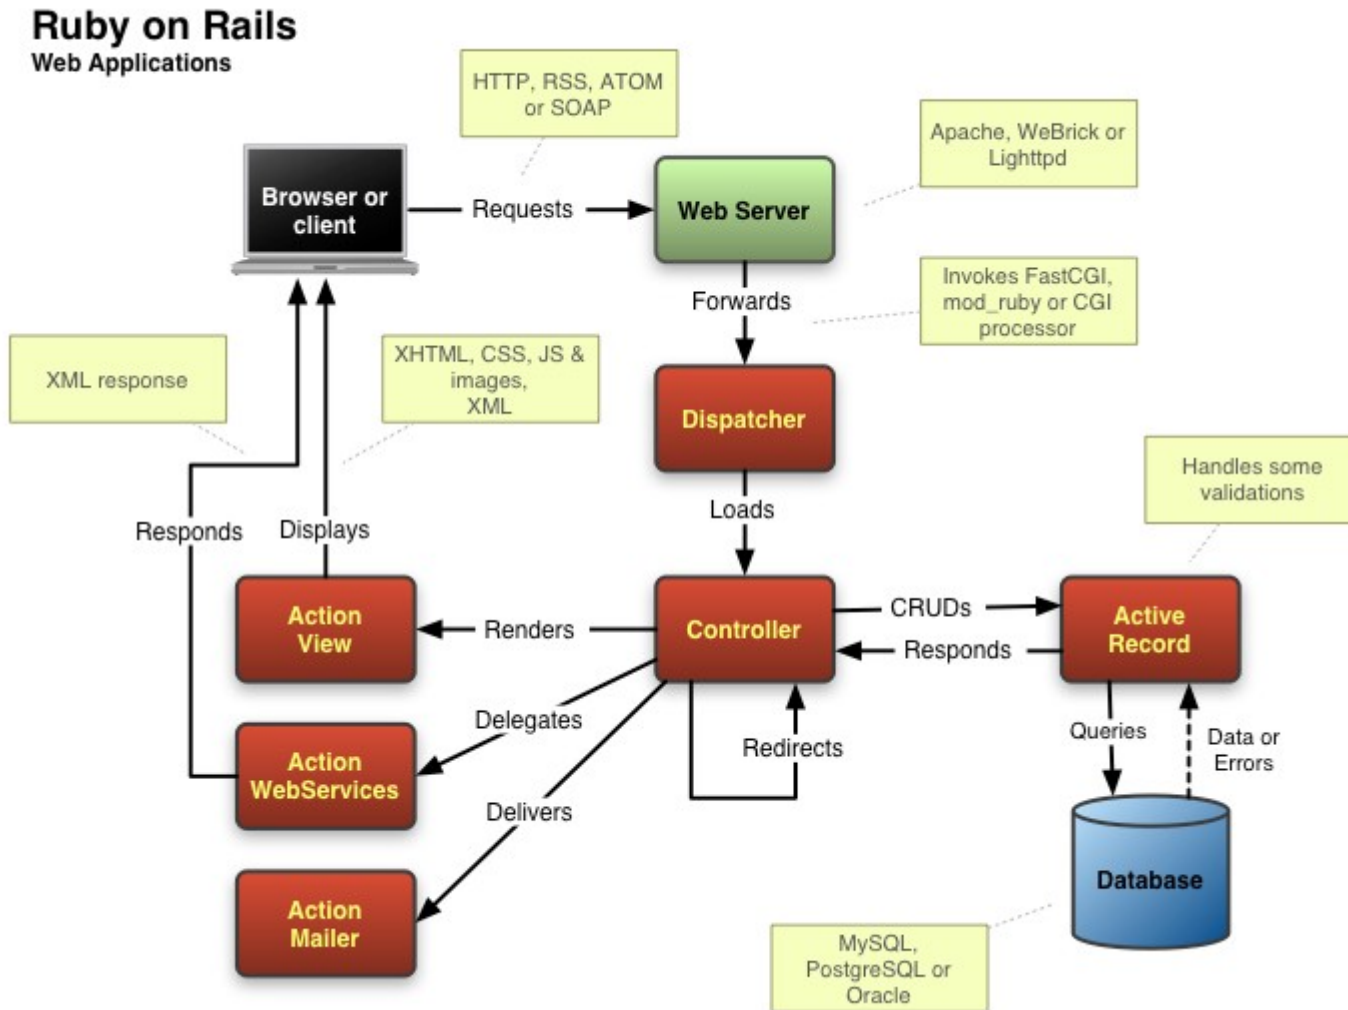 Ruby on Rails
Web Applications
HTTP, RSS, ATOM
or SOAP
Apache, WeBrick or
Lighttpd
Browser or
client
Requests
Web Server
Forwards
Invokes FastCGI,
mod_ruby or CGI
processor
XML response
XHTML, CSS, JS &
images,
XML
Dispatcher
Handles some
validations
Responds
Displays
Loads
Action
View
Renders
Controller
CRUDs
Responds
Active
Record
Delegates
Redirects
Queries
Data or
Errors
Action
WebServices
Delivers
Action
Mailer
Database
MySQL,
PostgreSQL or
Oracle